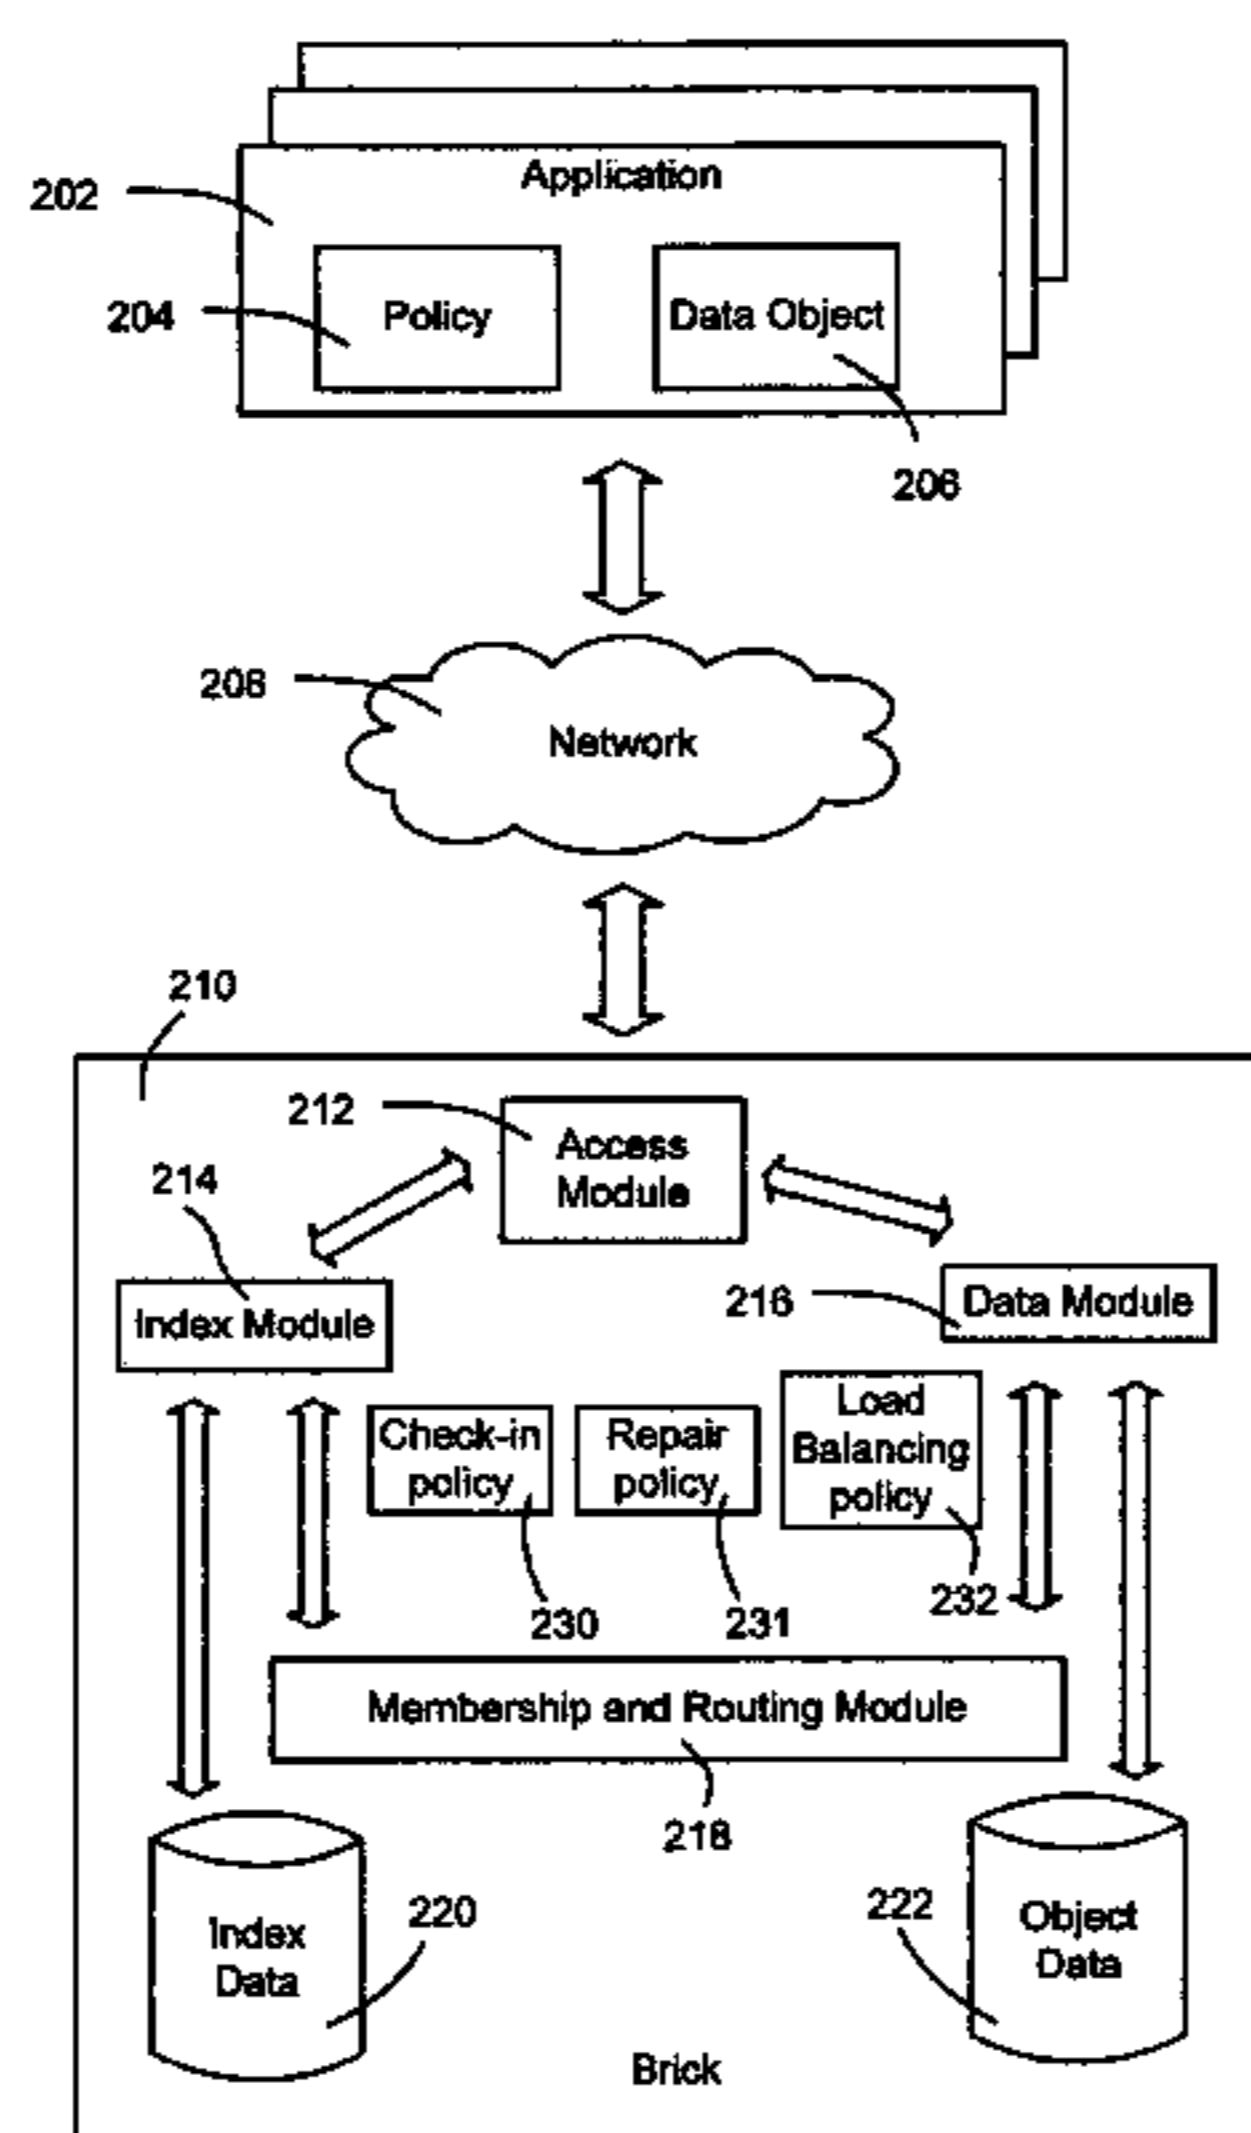 Application
202
204
Policy
Data Object
206
208
Network
210
212
Access
Module
214
Index Module
216
Data Module
Check-in
policy
Repair
policy
Load
Balancing
policy
230
231
232
Membership and Routing Module
218
Index
Data
220
222
Object
Data
Brick